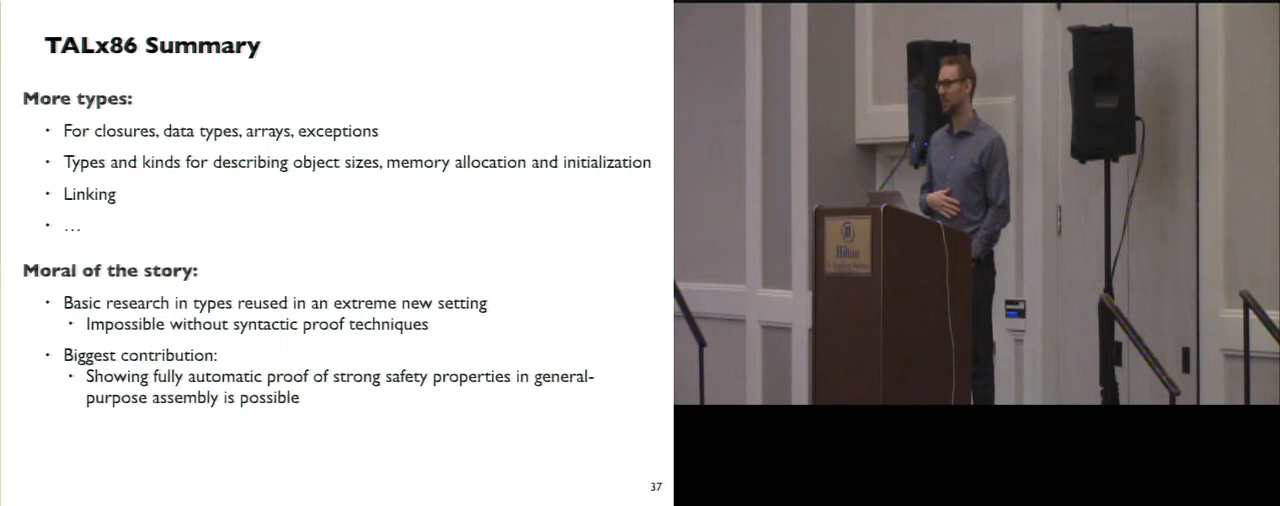 TALx86 Summary
More types:
• For closures, data types, arrays, exceptions
• Types and kinds for describing object sizes, memory allocation and initialization
• Linking
• …
Moral of the story:
• Basic research in types reused in an extreme new setting
• Impossible without syntactic proof techniques
• Biggest contribution:
• Showing fully automatic proof of strong safety properties in general-
purpose assembly is possible
37
Hilton